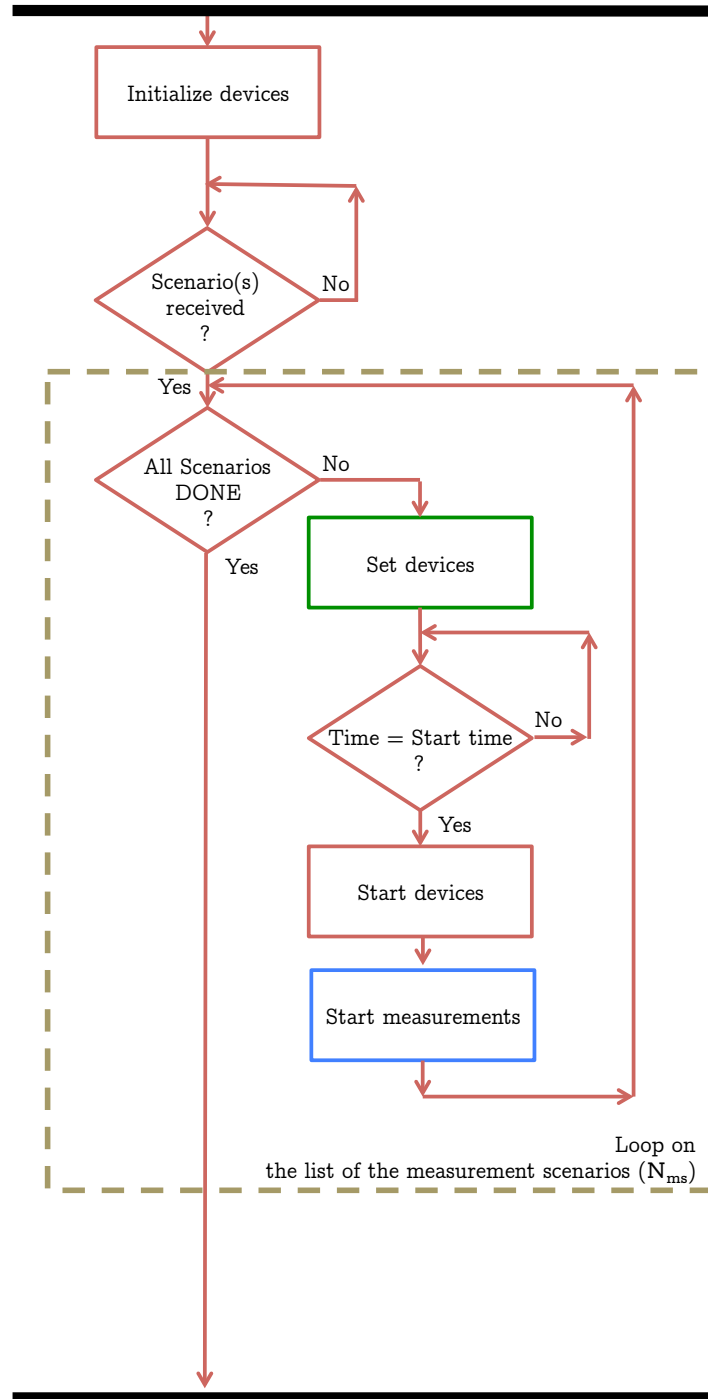 Initialize devices
Scenario(s)
received
?
No
Yes
All Scenarios
DONE
?
No
Yes
Set devices
Time = Start time
?
No
Yes
Start devices
Start measurements
Loop on
the list of the measurement scenarios (Nms)